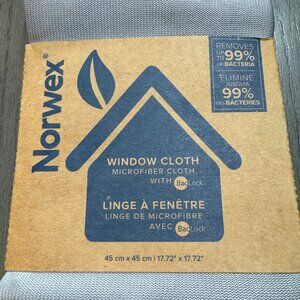 Norwex®
REMOVES
UP TO 99%
OF BACTERIA
ÉLIMINE
JUSQU'À
99%
DES BACTÉRIES
WINDOW CLOTH
MICROFIBER CLOTH
WITH BacLock
LINGE À FENÊTRE
LINGE DE MICROFIBRE
AVEC BacLock
45 cm x 45 cm | 17.72" x 17.72"